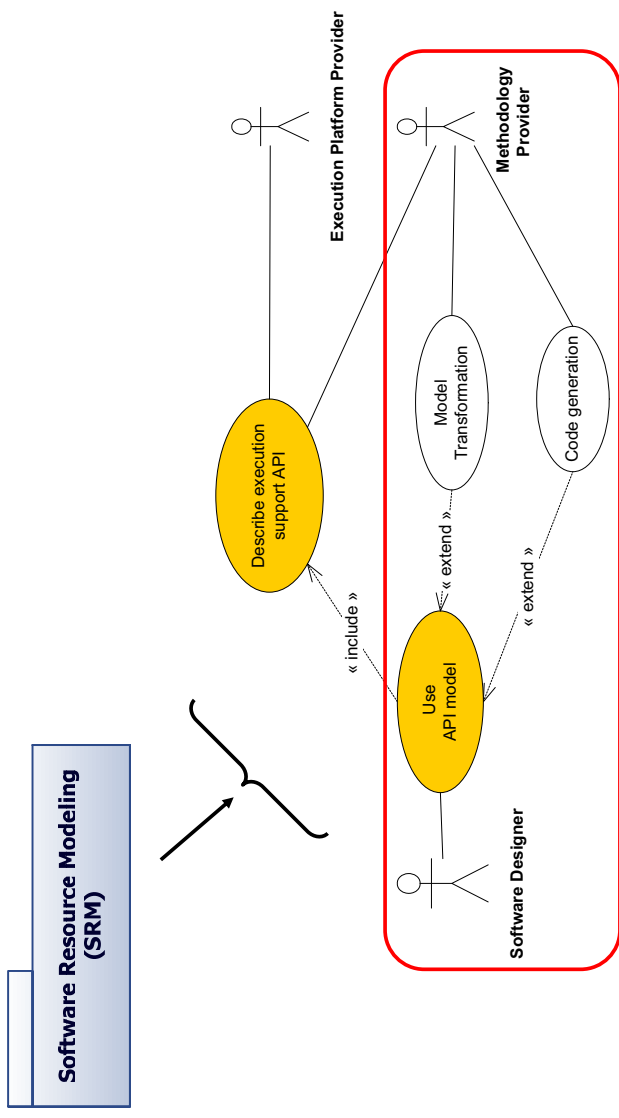 Software Resource Modeling
(SRM)
Execution Platform Provider
Describe execution
support API
« include »
Use
API model
« extend »
Model
Transformation
« extend »
Code generation
Software Designer
Methodology
Provider